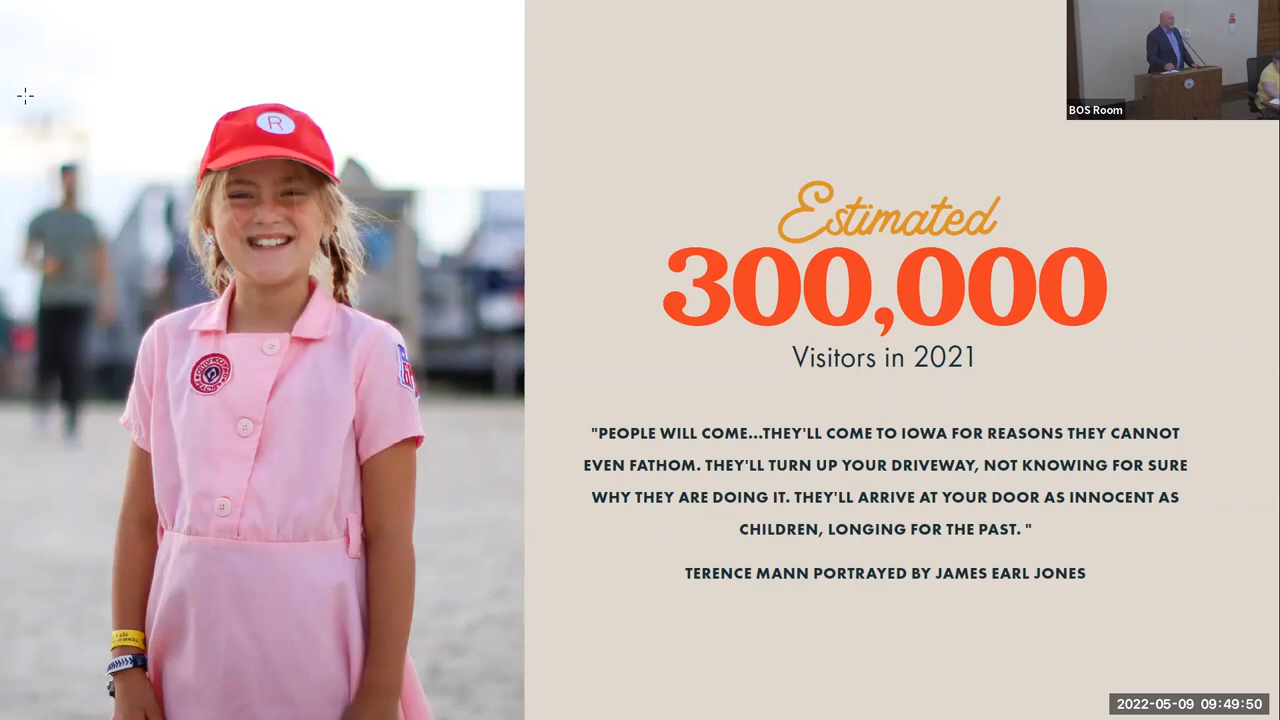 R
BOS Room
Estimated
300,000
Visitors in 2021
"PEOPLE WILL COME...THEY'LL COME TO IOWA FOR REASONS THEY CANNOT
EVEN FATHOM. THEY'LL TURN UP YOUR DRIVEWAY, NOT KNOWING FOR SURE
WHY THEY ARE DOING IT. THEY'LL ARRIVE AT YOUR DOOR AS INNOCENT AS
CHILDREN, LONGING FOR THE PAST. "
TERENCE MANN PORTRAYED BY JAMES EARL JONES
2022-05-09 09:49:50